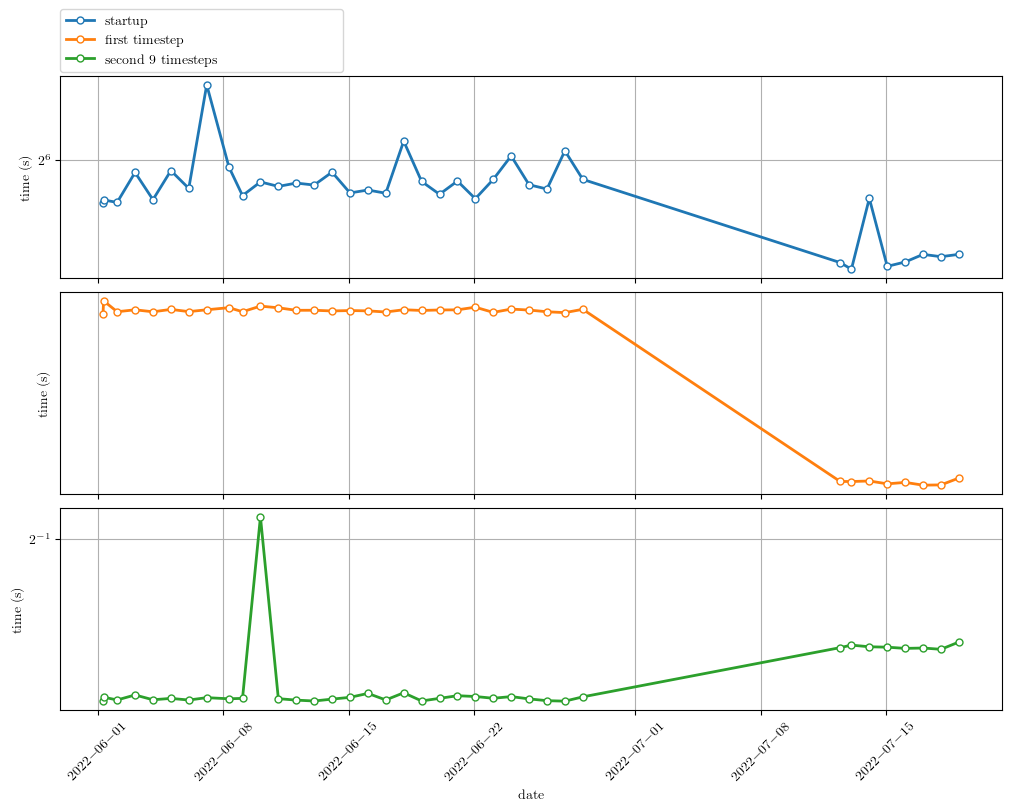 startup
first timestep
second 9 timesteps
time (s)
2^6
time (s)
time (s)
2^−1
2022−06−01
2022−06−08
2022−06−15
2022−06−22
2022−07−01
2022−07−08
2022−07−15
date